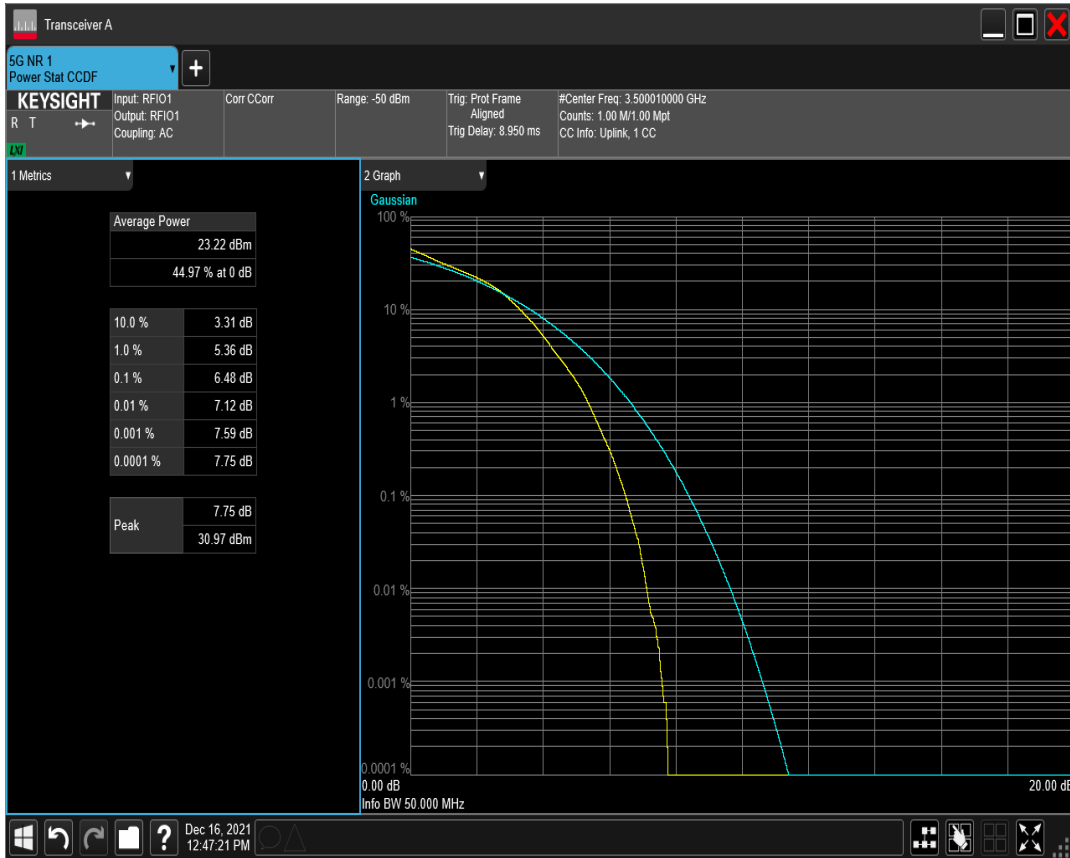 Transceiver A
5G NR 1
Power Stat CCDF
KEYSIGHT
R T
LXI
Input: RFIO1
Output: RFIO1
Coupling: AC
Corr CCorr
Range: -50 dBm
Trig: Prot Frame
Aligned
Trig Delay: 8.950 ms
#Center Freq: 3.500010000 GHz
Counts: 1.00 M/1.00 Mpt
CC Info: Uplink, 1 CC
1 Metrics
Average Power
23.22 dBm
44.97 % at 0 dB
10.0 % 3.31 dB
1.0 % 5.36 dB
0.1 % 6.48 dB
0.01 % 7.12 dB
0.001 % 7.59 dB
0.0001 % 7.75 dB
Peak
7.75 dB
30.97 dBm
2 Graph
Gaussian
100 %
10 %
1 %
0.1 %
0.01 %
0.001 %
0.0001 %
0.00 dB 20.00 dB
Info BW 50.000 MHz
?
Dec 16, 2021
12:47:21 PM